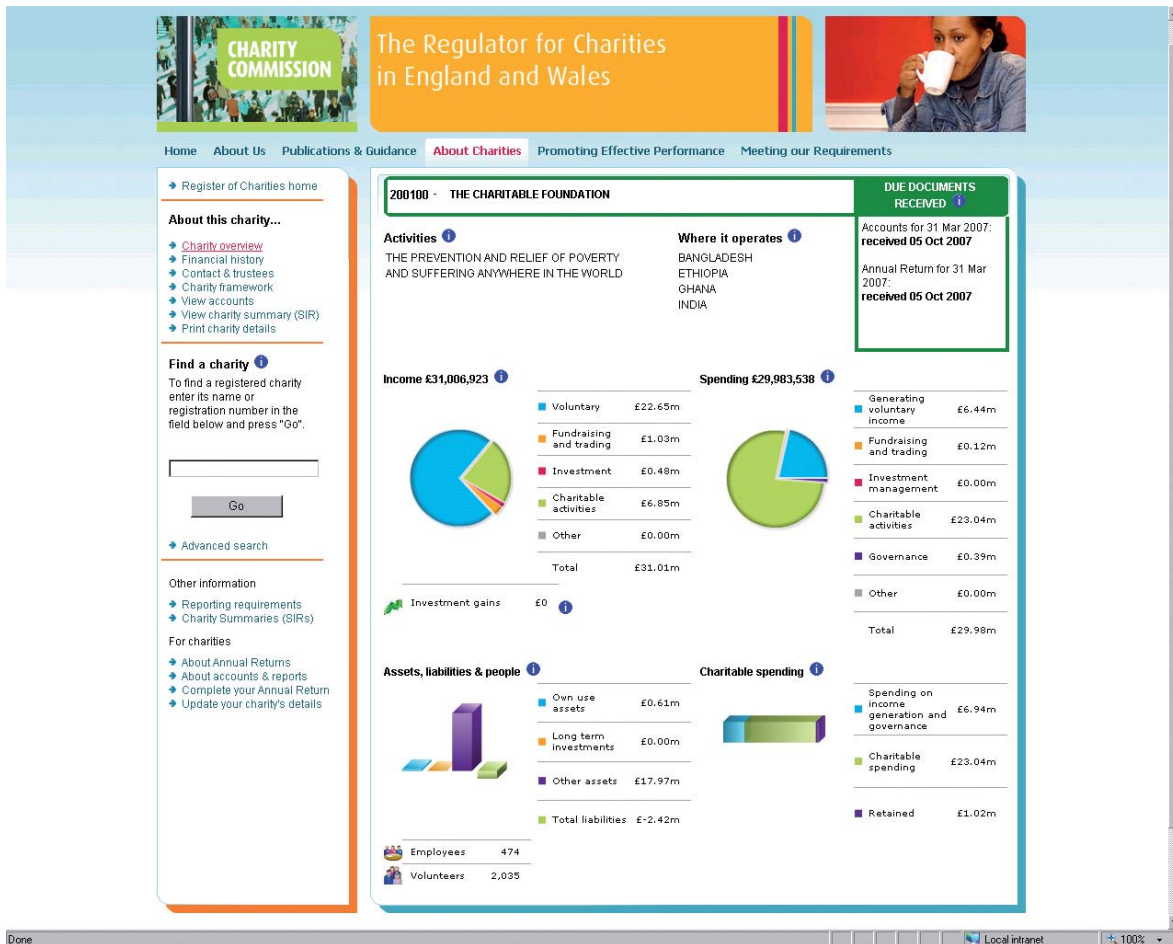 CHARITY
COMMISSION
The Regulator for Charities
in England and Wales
Home About Us Publications & Guidance About Charities Promoting Effective Performance Meeting our Requirements
Register of Charities home
About this charity...
Charity overview
Financial history
Contact & trustees
Charity framework
View accounts
View charity summary (SIR)
Print charity details
Find a charity
To find a registered charity
enter its name or
registration number in the
field below and press "Go".
Go
Advanced search
Other information
Reporting requirements
Charity Summaries (SIRs)
For charities
About Annual Returns
About accounts & reports
Complete your Annual Return
Update your charity's details
200100 - THE CHARITABLE FOUNDATION
DUE DOCUMENTS
RECEIVED
Accounts for 31 Mar 2007:
received 05 Oct 2007
Annual Return for 31 Mar
2007:
received 05 Oct 2007
Activities
THE PREVENTION AND RELIEF OF POVERTY
AND SUFFERING ANYWHERE IN THE WORLD
Where it operates
BANGLADESH
ETHIOPIA
GHANA
INDIA
Income £31,006,923
Voluntary £22.65m
Fundraising
and trading £1.03m
Investment £0.48m
Charitable
activities £6.85m
Other £0.00m
Total £31.01m
Investment gains £0
Spending £29,983,538
Generating
voluntary
income £6.44m
Fundraising
and trading £0.12m
Investment
management £0.00m
Charitable
activities £23.04m
Governance £0.39m
Other £0.00m
Total £29.98m
Assets, liabilities & people
Own use
assets £0.61m
Long term
investments £0.00m
Other assets £17.97m
Total liabilities £-2.42m
Employees 474
Volunteers 2,035
Charitable spending
Spending on
income
generation and
governance £6.94m
Charitable
spending £23.04m
Retained £1.02m
Done Local intranet 100%